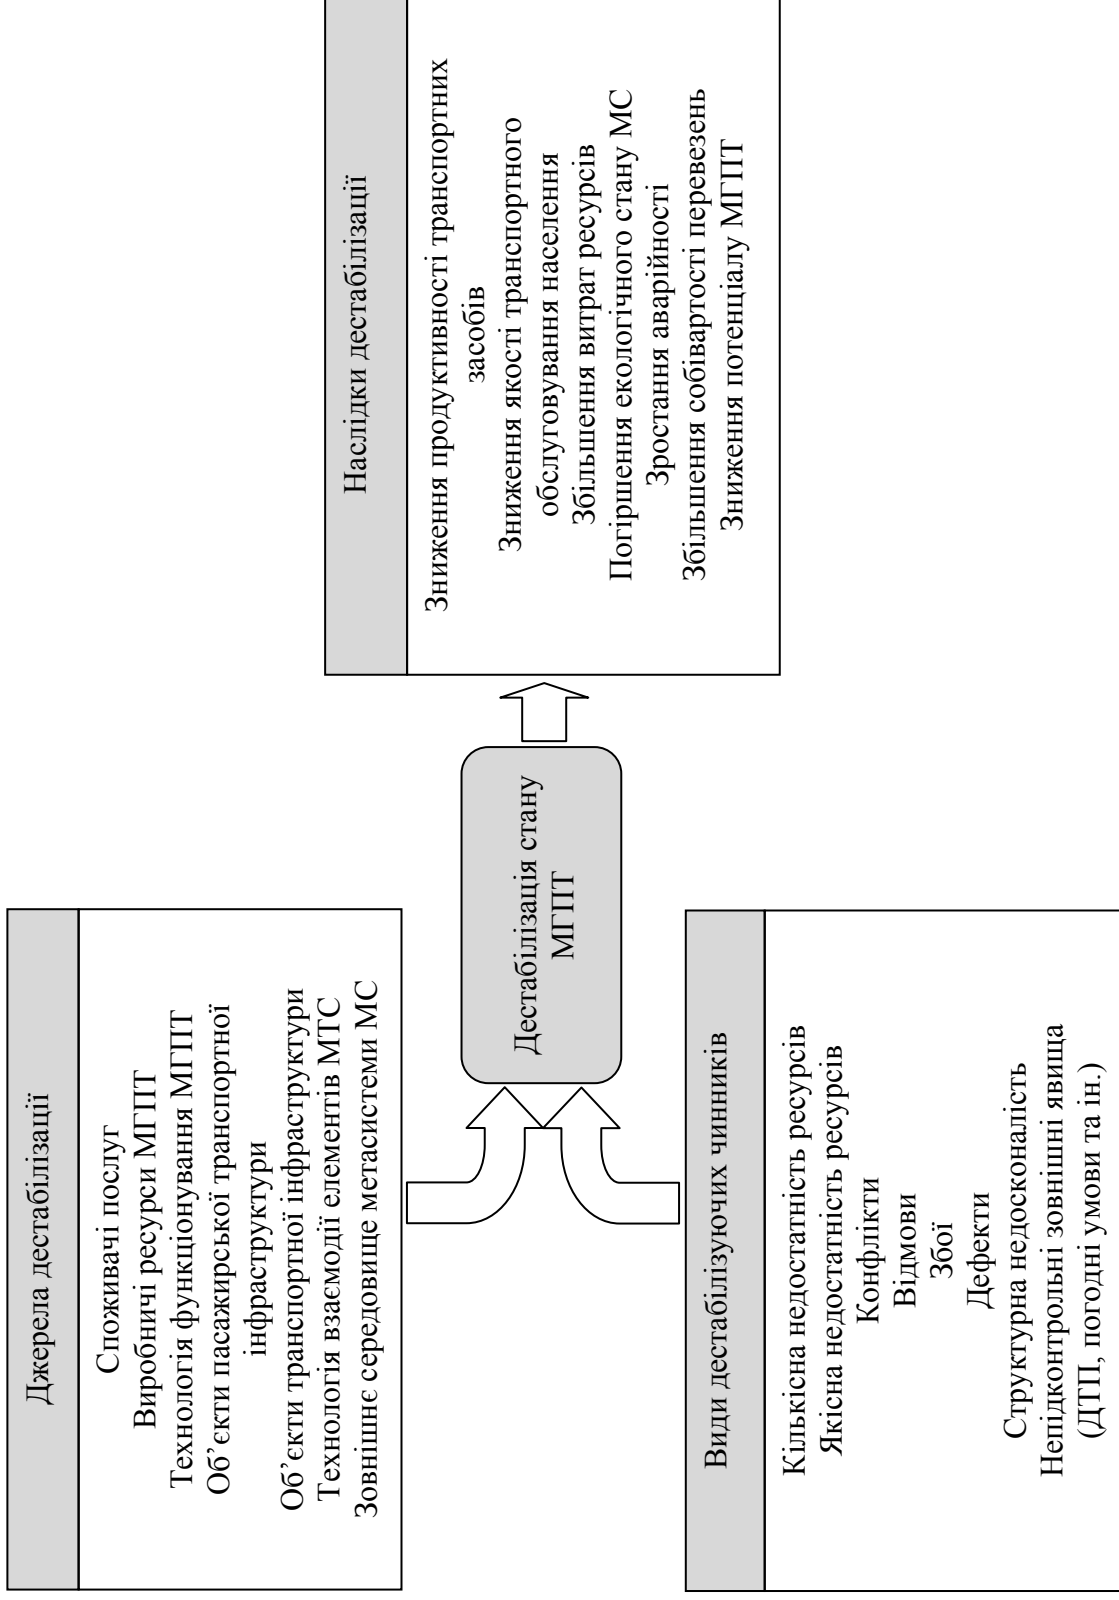 Джерела дестабілізації
Споживачі послуг
Виробничі ресурси МГПТ
Технологія функціонування МГПТ
Об’єкти пасажирської транспортної
інфраструктури
Об’єкти транспортної інфраструктури
Технологія взаємодії елементів МТС
Зовнішнє середовище метасистеми МС
Види дестабілізуючих чинників
Кількісна недостатність ресурсів
Якісна недостатність ресурсів
Конфлікти
Відмови
Збої
Дефекти
Структурна недосконалість
Непідконтрольні зовнішні явища
(ДТП, погодні умови та ін.)
Дестабілізація стану
МГПТ
Наслідки дестабілізації
Зниження продуктивності транспортних
засобів
Зниження якості транспортного
обслуговування населення
Збільшення витрат ресурсів
Погіршення екологічного стану МС
Зростання аварійності
Збільшення собівартості перевезень
Зниження потенціалу МГПТ